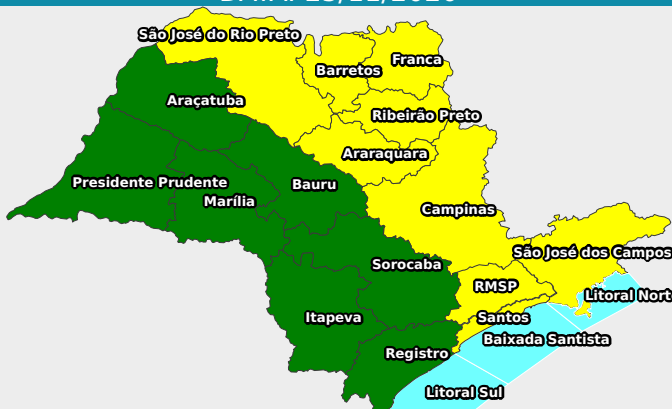 São José do Rio Preto
Franca
Barretos
Araçatuba
Ribeirão Preto
Araraquara
Presidente Prudente
Bauru
Marília
Campinas
São José dos Campos
Sorocaba
RMSP
Litoral Nort
Itapeva
Santos
Baixada Santista
Registro
Litoral Sul